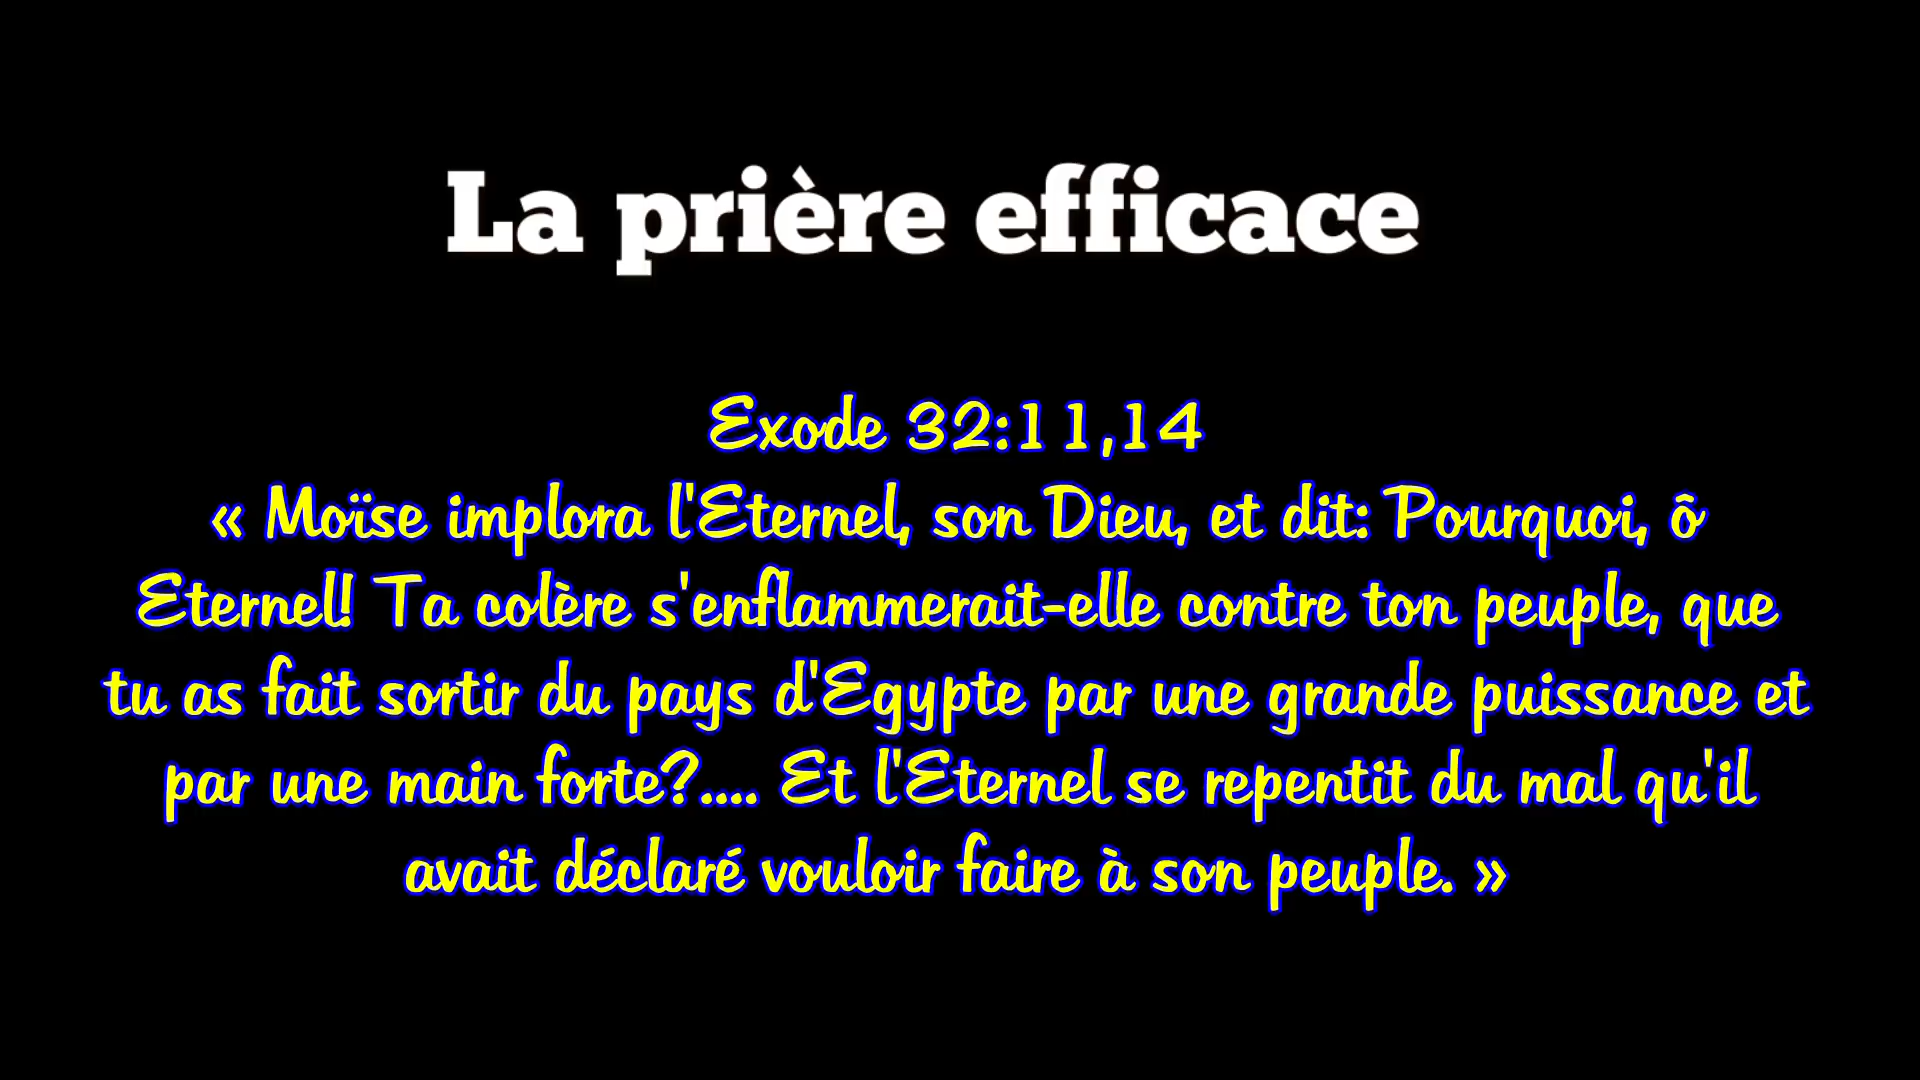 La prière efficace
Exode 32:11,14
« Moïse implora l'Eternel, son Dieu, et dit: Pourquoi, ô
Eternel! Ta colère s'enflammerait-elle contre ton peuple, que
tu as fait sortir du pays d'Egypte par une grande puissance et
par une main forte?.... Et l'Eternel se repentit du mal qu'il
avait déclaré vouloir faire à son peuple. »